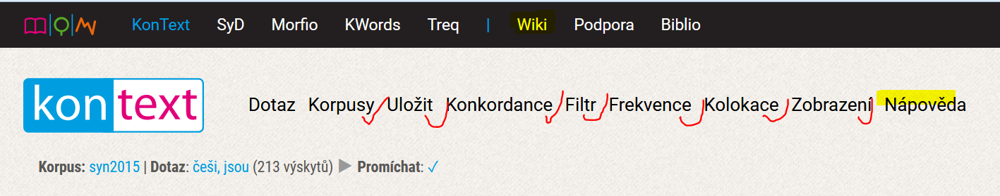 KonText SyD Morfio KWords Treq | Wiki Podpora Biblio
kontext Dotaz Korpusy Uložit Konkordance Filtr Frekvence Kolokace Zobrazení Nápověda
Korpus: syn2015 | Dotaz: češi, jsou (213 výskytů) ▶ Promíchat: ✓